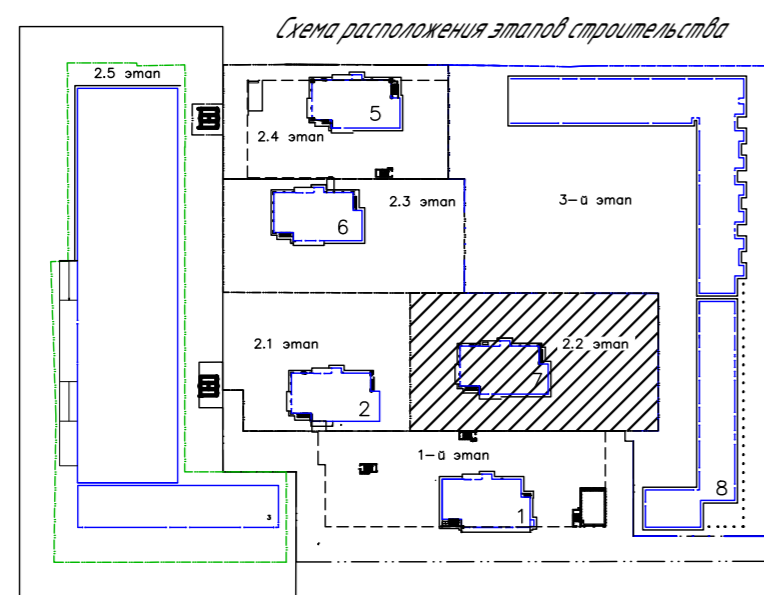 Схема расположения этапов строительства
2.5 этап
5
2.4 этап
2.3 этап
3-й этап
6
2.1 этап
2.2 этап
7
2
1-й этап
8
1
3